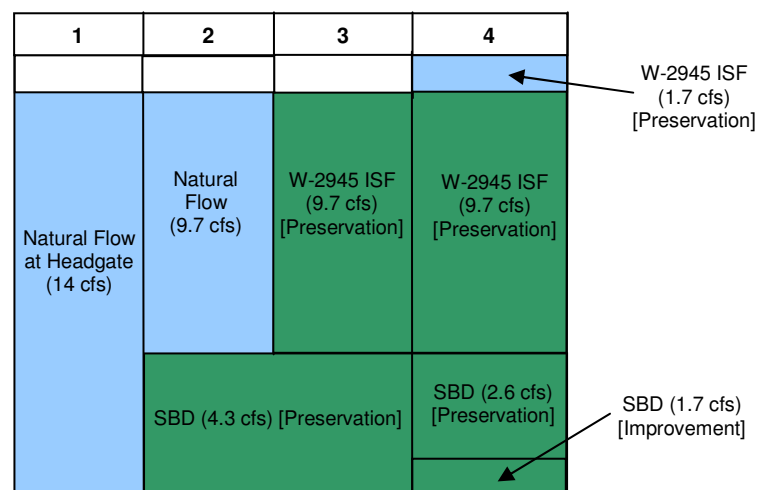 1
2
3
4
W-2945 ISF
(1.7 cfs)
[Preservation]
Natural Flow
at Headgate
(14 cfs)
Natural
Flow
(9.7 cfs)
W-2945 ISF
(9.7 cfs)
[Preservation]
W-2945 ISF
(9.7 cfs)
[Preservation]
SBD (4.3 cfs) [Preservation]
SBD (2.6 cfs)
[Preservation]
SBD (1.7 cfs)
[Improvement]